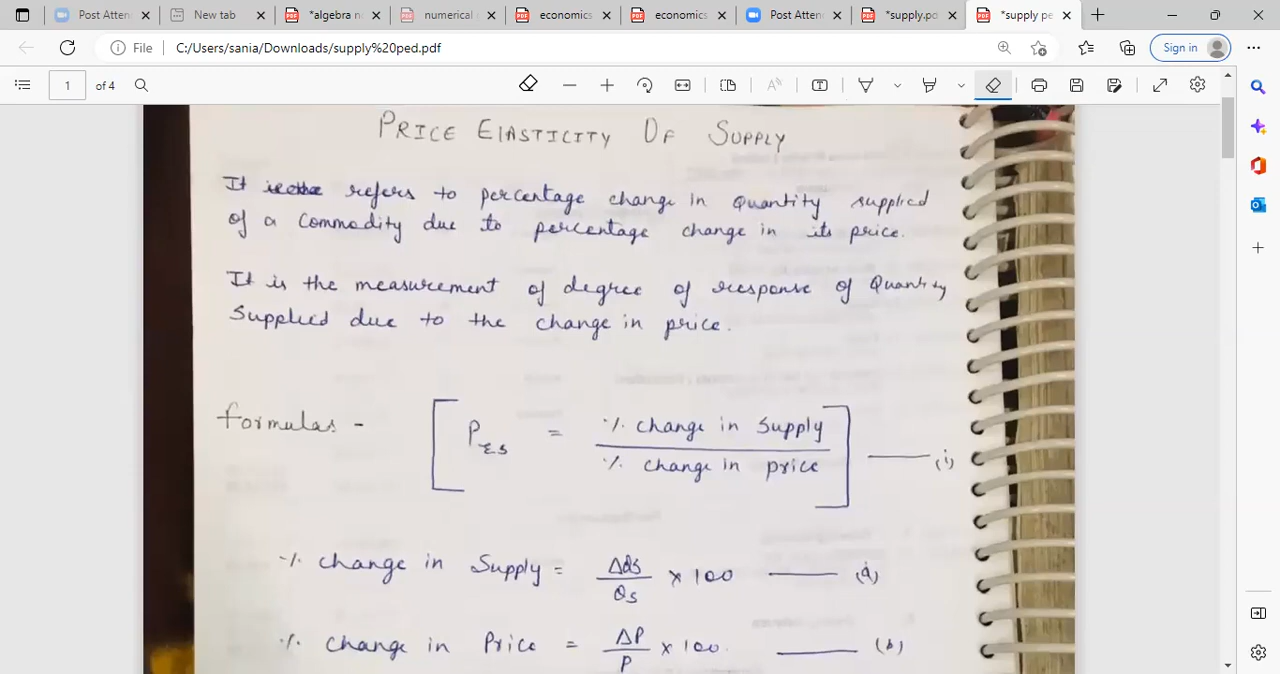 Post Atten
New tab
*algebra n
numerical
economics
economics
Post Atten
*supply.pd
*supply pe
File
C:/Users/sania/Downloads/supply%20ped.pdf
Sign in
1 of 4
PRICE ELASTICITY OF SUPPLY
It refers to percentage change in Quantity supplied
of a commodity due to percentage change in its price.
It is the measurement of degree of response of Quantity
Supplied due to the change in price.
formulas - [ P_ES = % change in Supply / % change in price ] —— (i)
% change in Supply = Δds/Qs × 100 —— (a)
% change in Price = ΔP/P × 100. —— (b)